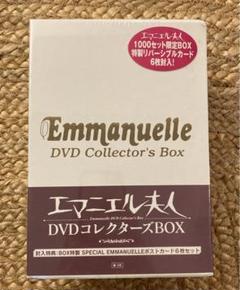 エマニエル夫人
1000セット限定BOX
特製リバーシブルカード
6枚封入!
Emmanuelle
DVD Collector's Box
エマニエル夫人
Emmanuelle DVD Collector's Box
DVDコレクターズBOX
封入特典:BOX特製 SPECIAL EMMANUELLEポストカード6枚セット